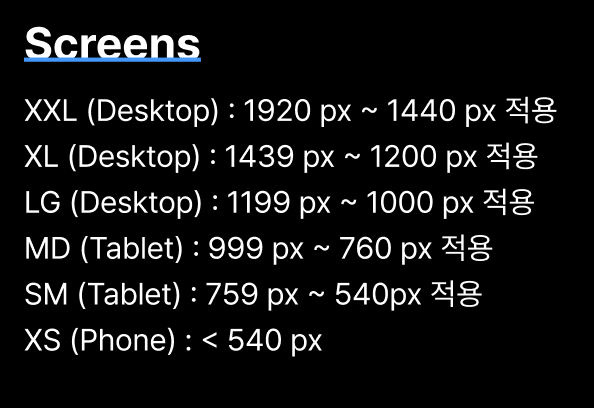 Screens
XXL (Desktop) : 1920 px ~ 1440 px 적용
XL (Desktop) : 1439 px ~ 1200 px 적용
LG (Desktop) : 1199 px ~ 1000 px 적용
MD (Tablet) : 999 px ~ 760 px 적용
SM (Tablet) : 759 px ~ 540px 적용
XS (Phone) : < 540 px